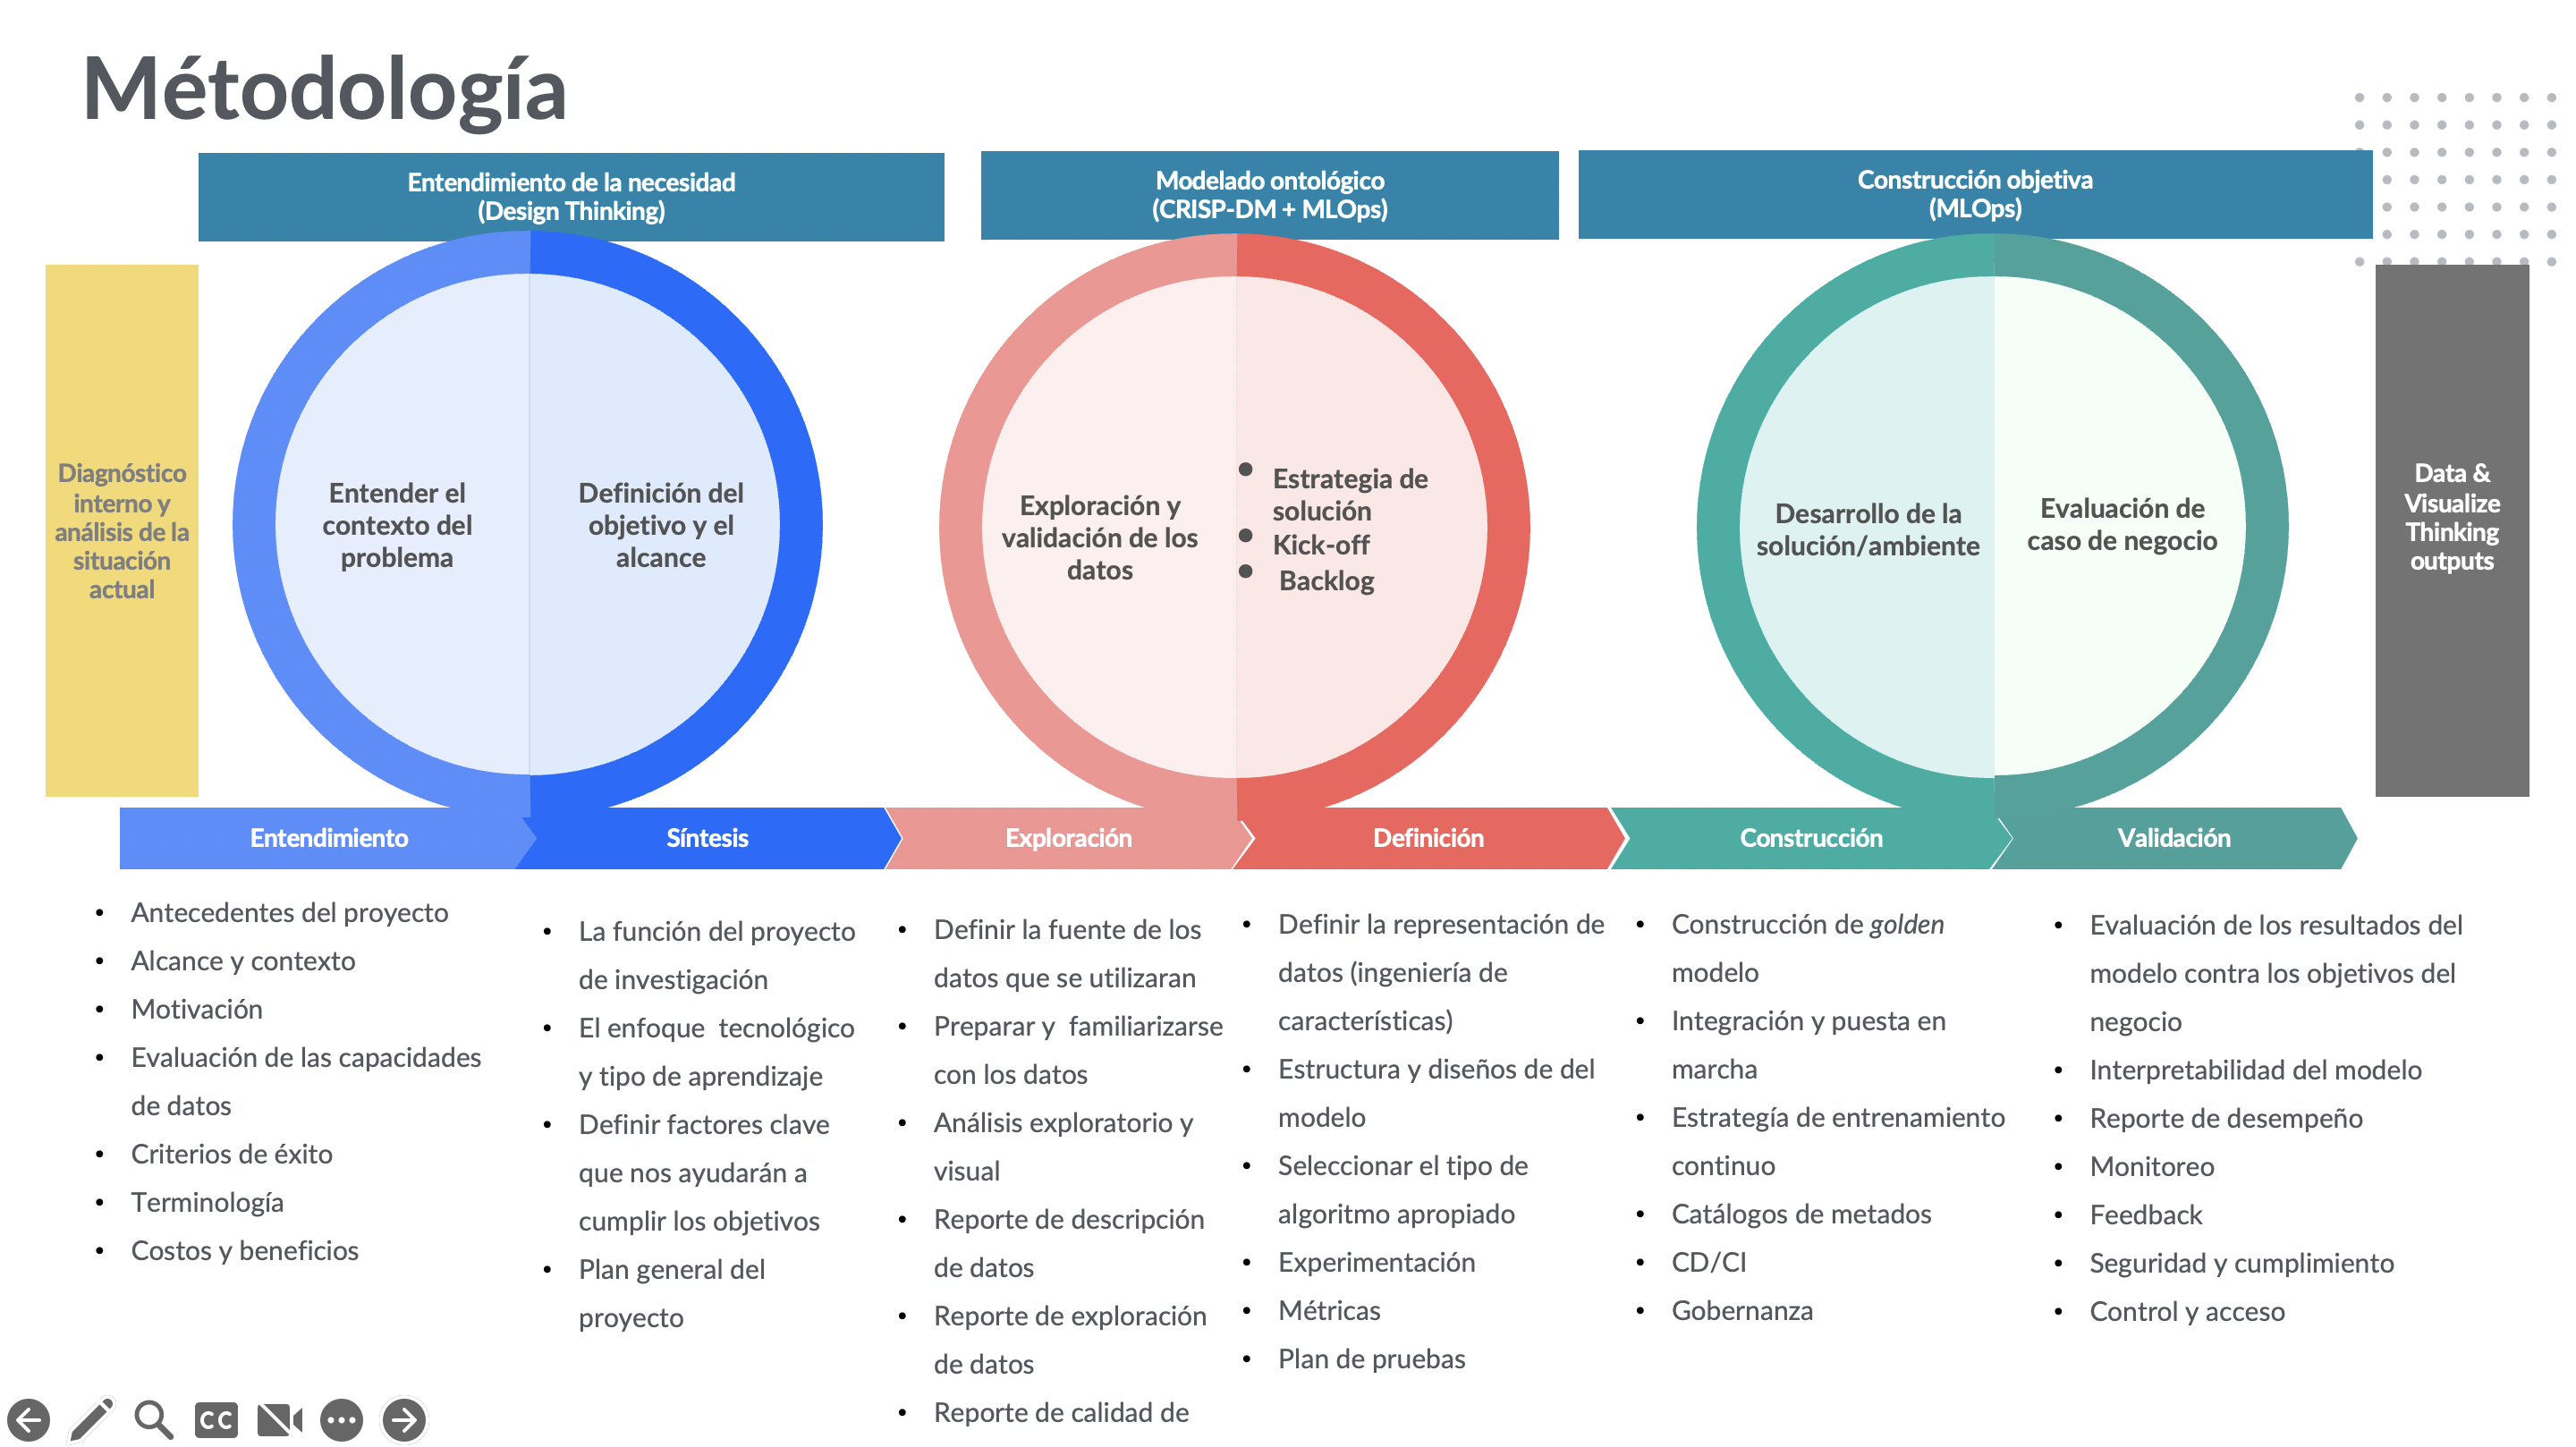 Métodología
Entendimiento de la necesidad
(Design Thinking)
Modelado ontológico
(CRISP-DM + MLOps)
Construcción objetiva
(MLOps)
Diagnóstico
interno y
análisis de la
situación
actual
Entender el
contexto del
problema
Definición del
objetivo y el
alcance
Exploración y
validación de los
datos
• Estrategia de
solución
• Kick-off
• Backlog
Desarrollo de la
solución/ambiente
Evaluación de
caso de negocio
Data &
Visualize
Thinking
outputs
Entendimiento
Síntesis
Exploración
Definición
Construcción
Validación
• Antecedentes del proyecto
• Alcance y contexto
• Motivación
• Evaluación de las capacidades
de datos
• Criterios de éxito
• Terminología
• Costos y beneficios
• La función del proyecto
de investigación
• El enfoque  tecnológico
y tipo de aprendizaje
• Definir factores clave
que nos ayudarán a
cumplir los objetivos
• Plan general del
proyecto
• Definir la fuente de los
datos que se utilizaran
• Preparar y  familiarizarse
con los datos
• Análisis exploratorio y
visual
• Reporte de descripción
de datos
• Reporte de exploración
de datos
• Reporte de calidad de
• Definir la representación de
datos (ingeniería de
características)
• Estructura y diseños de del
modelo
• Seleccionar el tipo de
algoritmo apropiado
• Experimentación
• Métricas
• Plan de pruebas
• Construcción de golden
modelo
• Integración y puesta en
marcha
• Estrategía de entrenamiento
continuo
• Catálogos de metados
• CD/CI
• Gobernanza
• Evaluación de los resultados del
modelo contra los objetivos del
negocio
• Interpretabilidad del modelo
• Reporte de desempeño
• Monitoreo
• Feedback
• Seguridad y cumplimiento
• Control y acceso
CC